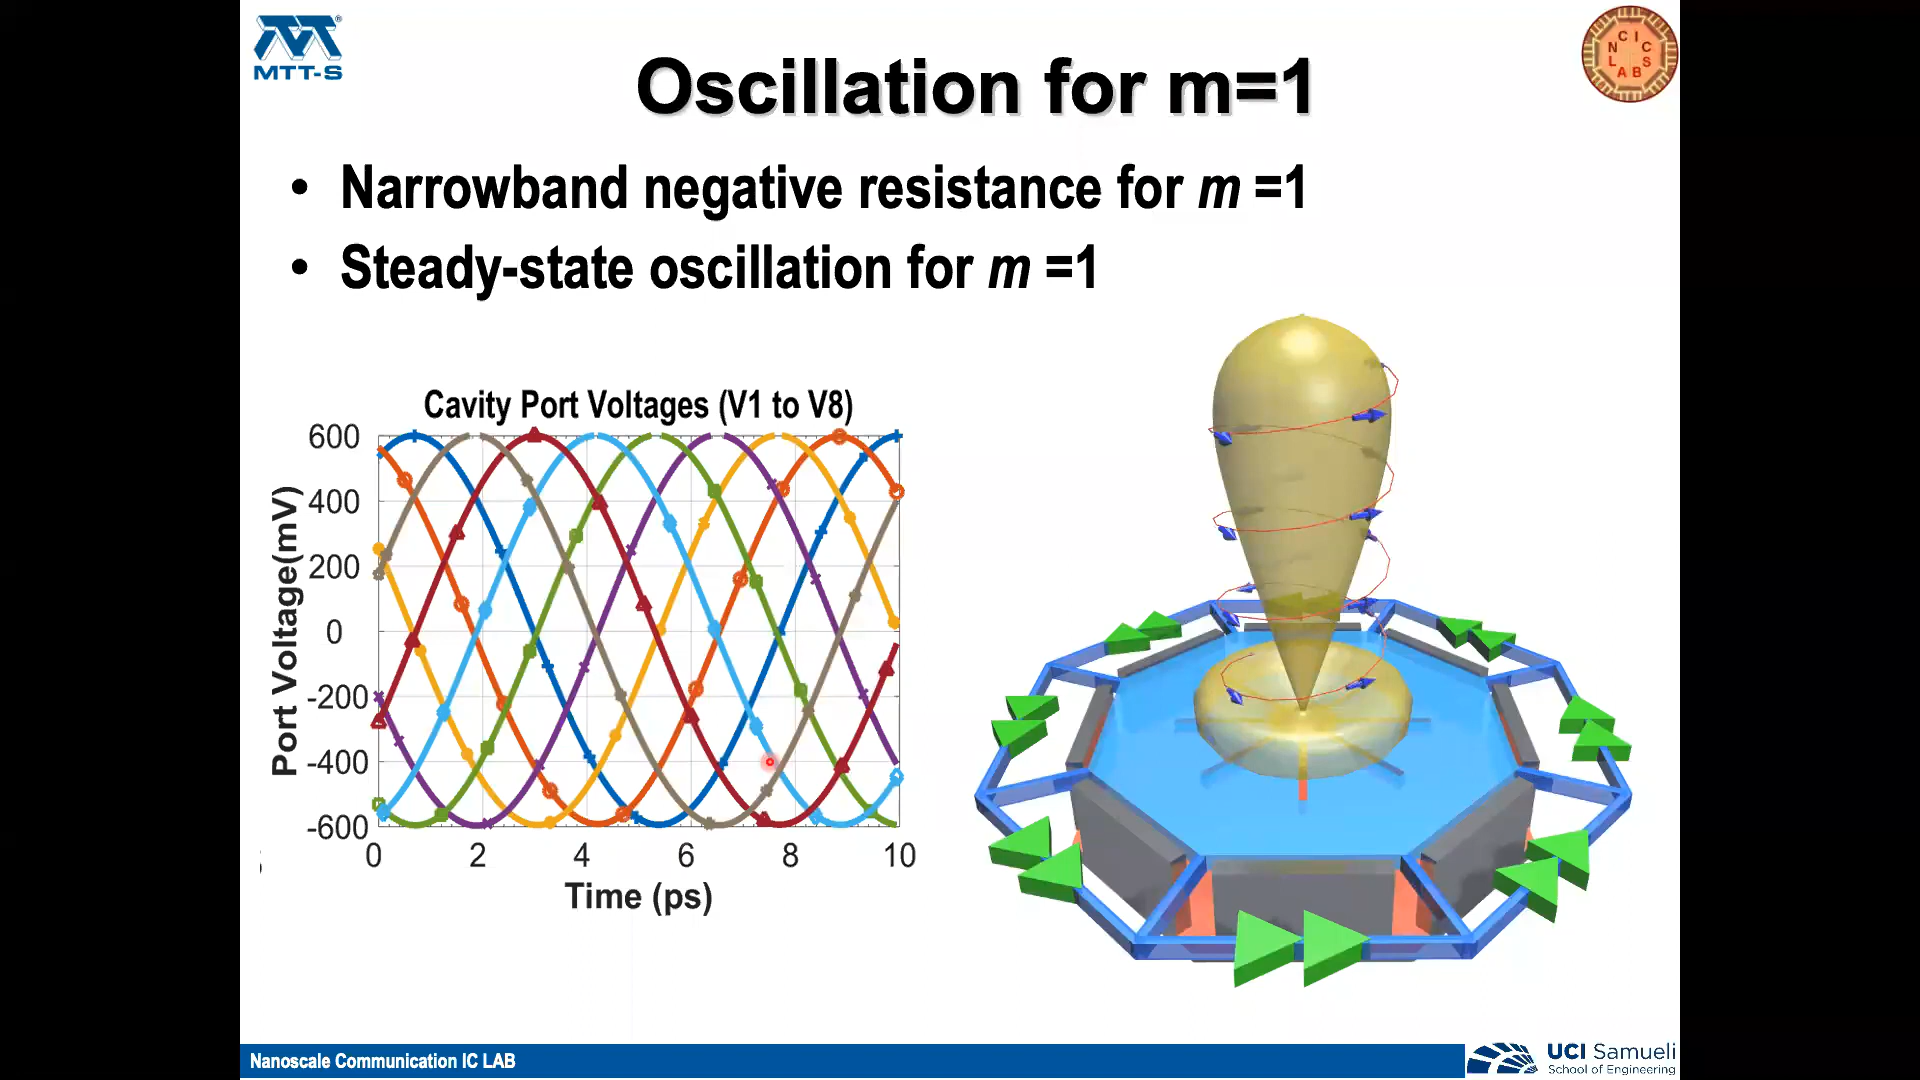 MTT-S
NCICS LABS
Oscillation for m=1
• Narrowband negative resistance for m =1
• Steady-state oscillation for m =1
Cavity Port Voltages (V1 to V8)
Port Voltage(mV)
600
400
200
0
-200
-400
-600
0 2 4 6 8 10
Time (ps)
Nanoscale Communication IC LAB
UCI Samueli
School of Engineering